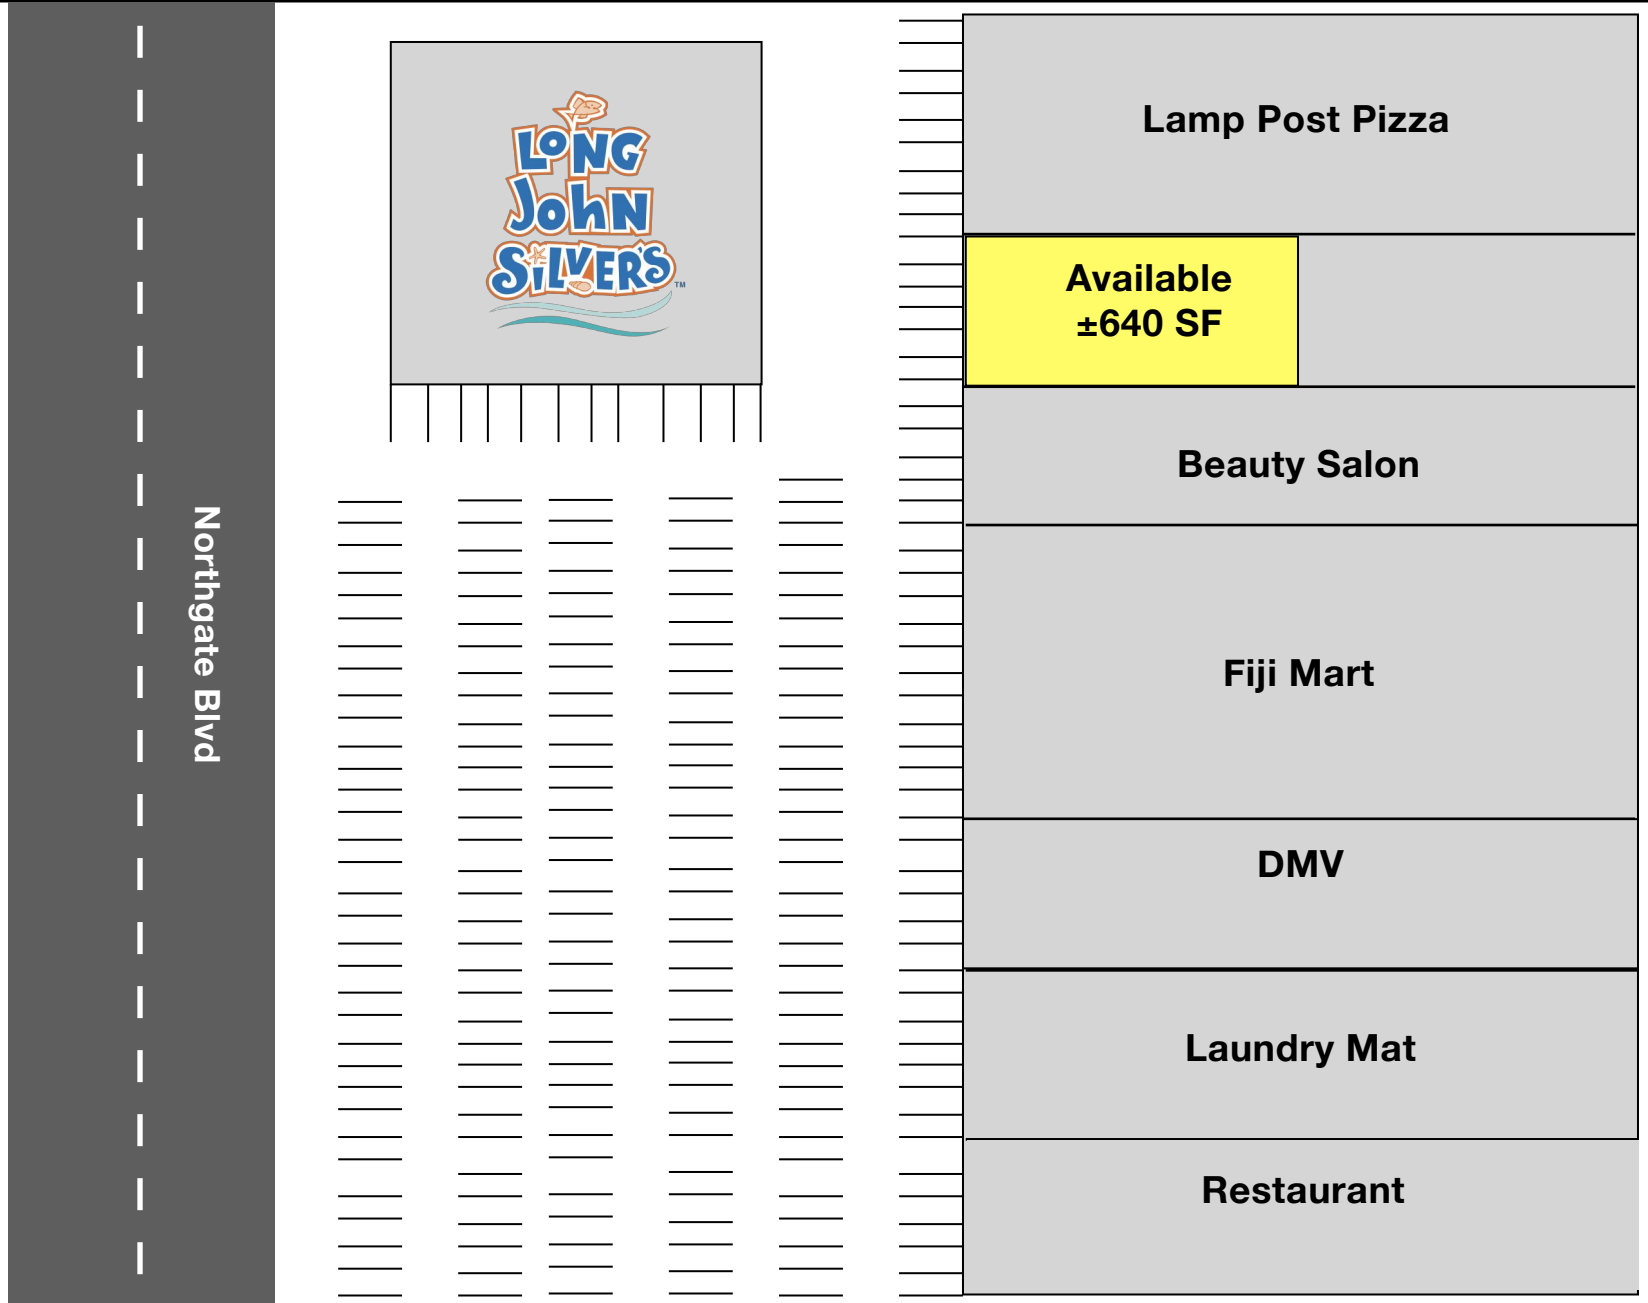 LONG
JOHN
SILVER'S
TM
Northgate Blvd
Lamp Post Pizza
Available
±640 SF
Beauty Salon
Fiji Mart
DMV
Laundry Mat
Restaurant